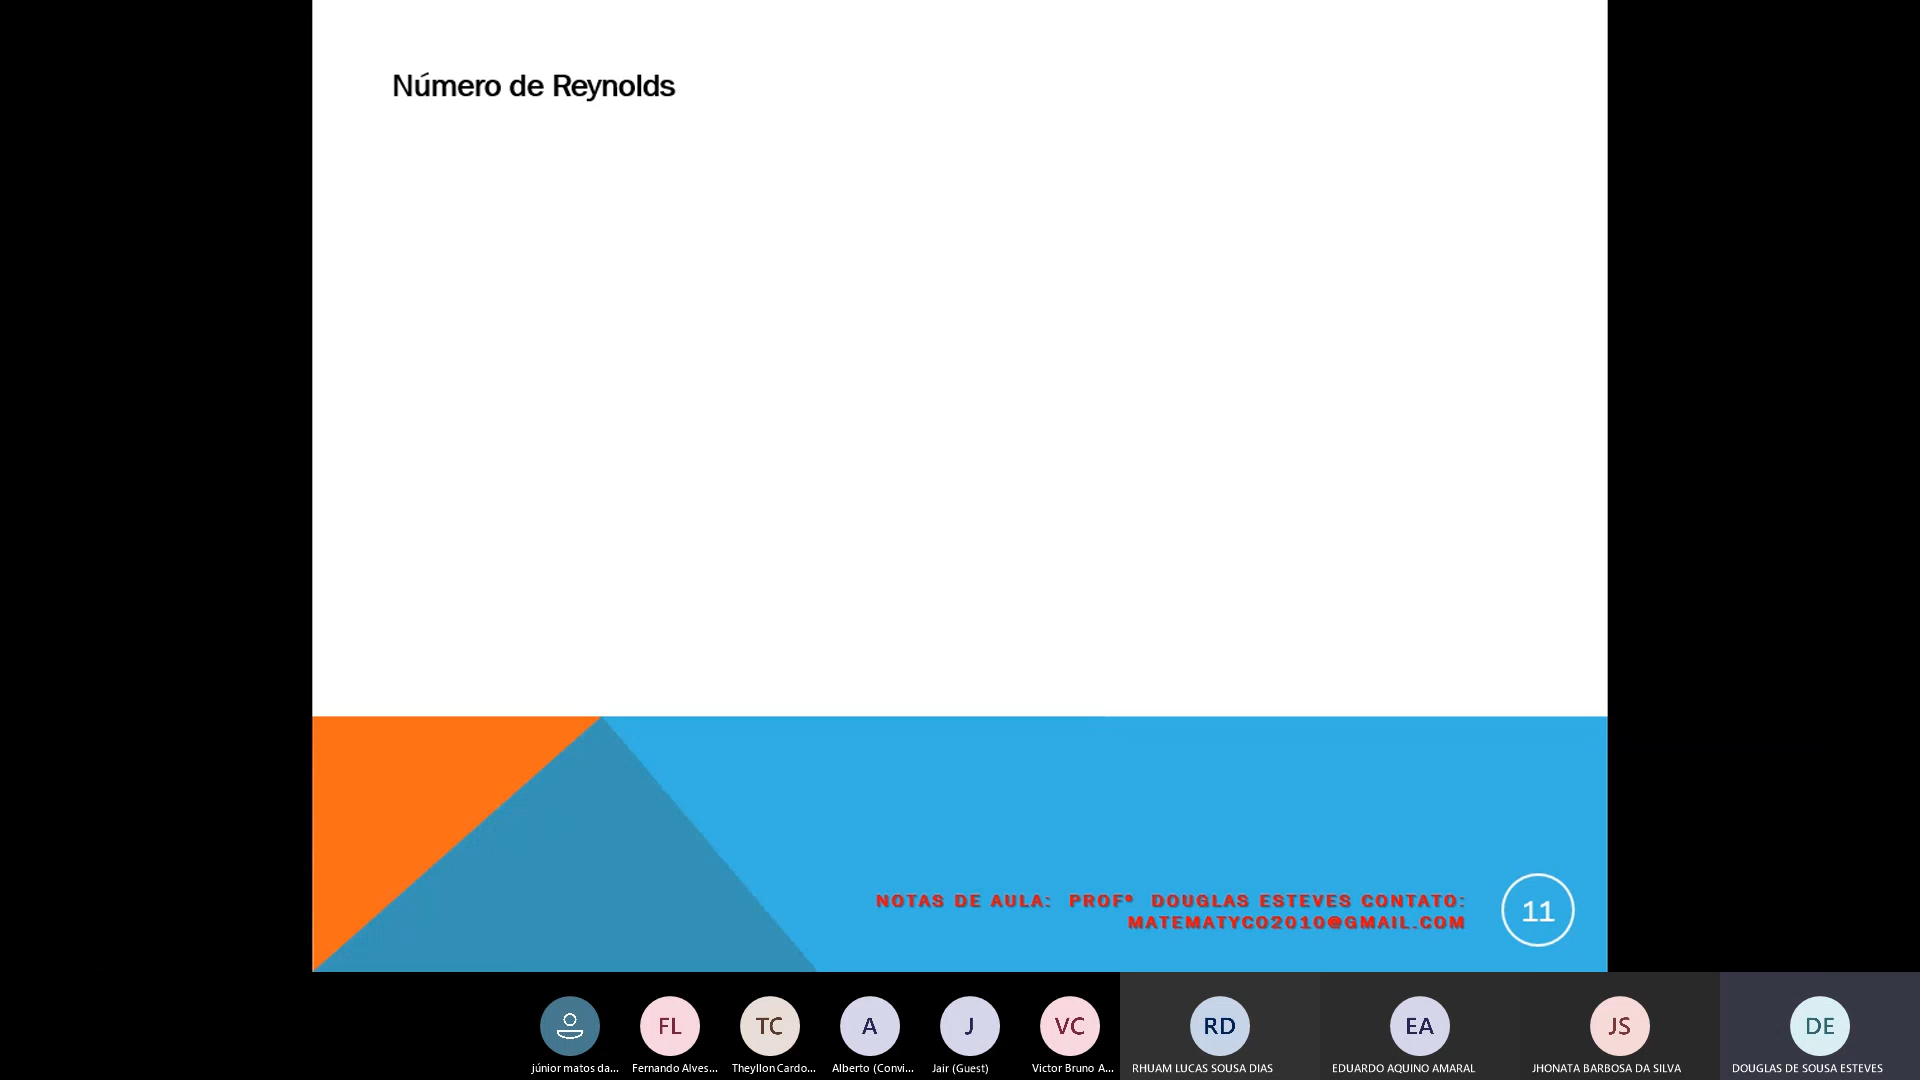 Número de Reynolds
NOTAS DE AULA: PROFº DOUGLAS ESTEVES CONTATO:
MATEMATYCO2010@GMAIL.COM
11
FL
TC
A
J
VC
RD
EA
JS
DE
júnior matos da...
Fernando Alves...
Theyllon Cardo...
Alberto (Convi...
Jair (Guest)
Victor Bruno A...
RHUAM LUCAS SOUSA DIAS
EDUARDO AQUINO AMARAL
JHONATA BARBOSA DA SILVA
DOUGLAS DE SOUSA ESTEVES